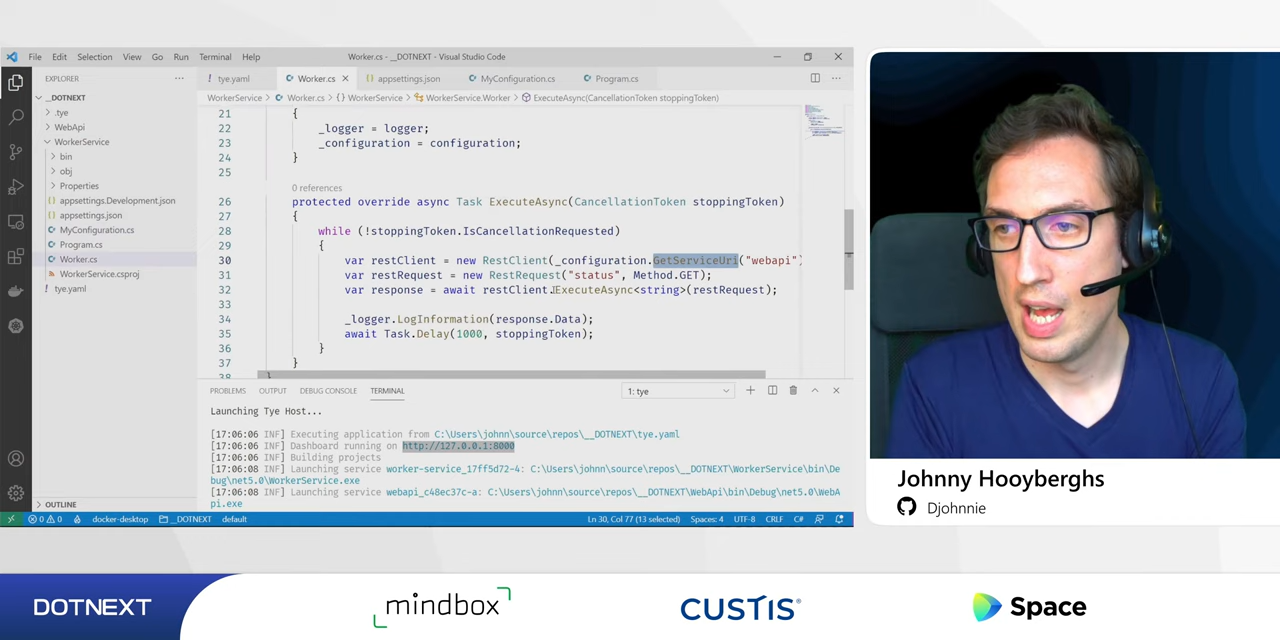 File Edit Selection View Go Run Terminal Help
Worker.cs - __DOTNEXT - Visual Studio Code
EXPLORER
__DOTNEXT
.tye
WebApi
WorkerService
bin
obj
Properties
appsettings.Development.json
appsettings.json
MyConfiguration.cs
Program.cs
Worker.cs
WorkerService.csproj
tye.yaml
OUTLINE
tye.yaml Worker.cs appsettings.json MyConfiguration.cs Program.cs
WorkerService > Worker.cs > {} WorkerService > WorkerService.Worker > ExecuteAsync(CancellationToken stoppingToken)
21 {
22 _logger = logger;
23 _configuration = configuration;
24 }
25
0 references
26 protected override async Task ExecuteAsync(CancellationToken stoppingToken)
27 {
28 while (!stoppingToken.IsCancellationRequested)
29 {
30 var restClient = new RestClient(_configuration.GetServiceUri("webapi")
31 var restRequest = new RestRequest("status", Method.GET);
32 var response = await restClient.ExecuteAsync<string>(restRequest);
33
34 _logger.LogInformation(response.Data);
35 await Task.Delay(1000, stoppingToken);
36 }
37 }
38 }
PROBLEMS OUTPUT DEBUG CONSOLE TERMINAL 1: tye
Launching Tye Host...
[17:06:06 INF] Executing application from C:\Users\johnn\source\repos\__DOTNEXT\tye.yaml
[17:06:06 INF] Dashboard running on http://127.0.0.1:8000
[17:06:06 INF] Building projects
[17:06:08 INF] Launching service worker-service_17ff5d72-4: C:\Users\johnn\source\repos\__DOTNEXT\WorkerService\bin\De
bug\net5.0\WorkerService.exe
[17:06:08 INF] Launching service webapi_c48ec37c-a: C:\Users\johnn\source\repos\__DOTNEXT\WebApi\bin\Debug\net5.0\WebA
pi.exe
0 0 docker-desktop __DOTNEXT default Ln 30, Col 77 (13 selected) Spaces: 4 UTF-8 CRLF C#
Johnny Hooyberghs
Djohnnie
DOTNEXT
mindbox
CUSTIS®
Space